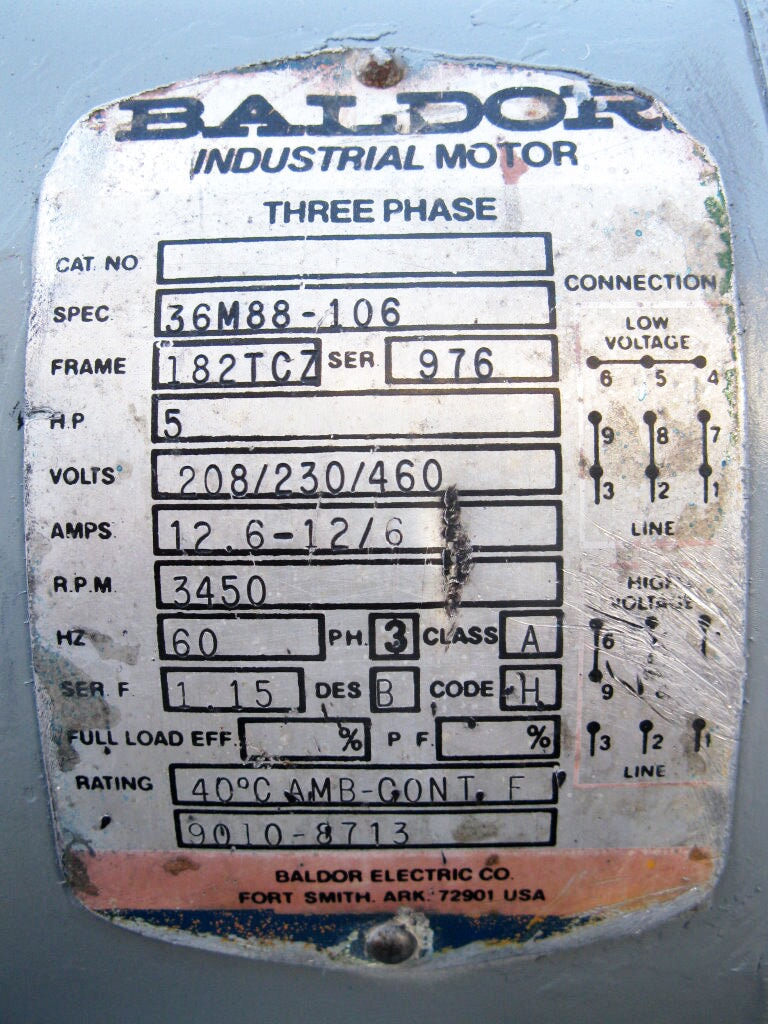 BALDOR
INDUSTRIAL MOTOR
THREE PHASE
CAT. NO.
SPEC. 36M88-106
FRAME 182TCZ SER. 976
H.P. 5
VOLTS 208/230/460
AMPS. 12.6-12/6
R.P.M. 3450
HZ 60 PH. 3 CLASS A
SER. F. 1.15 DES B CODE H
FULL LOAD EFF. % P. F. %
RATING 40°C AMB-CONT. F
9010-8713
BALDOR ELECTRIC CO.
FORT SMITH. ARK. 72901 USA
CONNECTION
LOW
VOLTAGE
6 5 4
9 8 7
3 2 1
LINE
HIGH
VOLTAGE
6
9
3 2 1
LINE